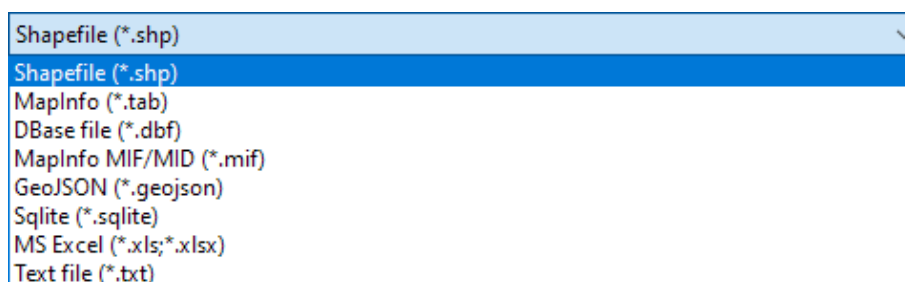 Shapefile (*.shp)
Shapefile (*.shp)
MapInfo (*.tab)
DBase file (*.dbf)
MapInfo MIF/MID (*.mif)
GeoJSON (*.geojson)
Sqlite (*.sqlite)
MS Excel (*.xls;*.xlsx)
Text file (*.txt)